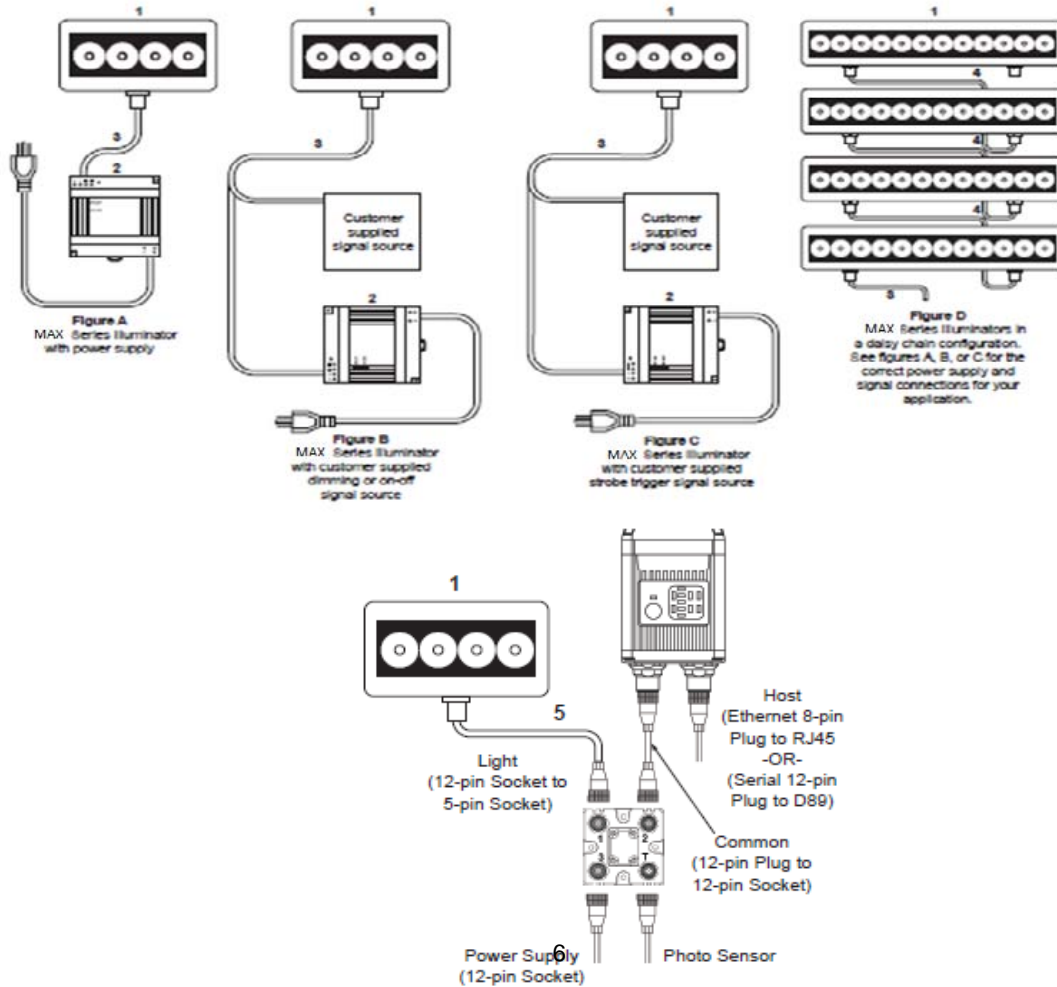 1
3
2
Figure A
MAX Series Illuminator
with power supply
1
3
Customer
supplied
signal source
2
Figure B
MAX Series Illuminator
with customer supplied
dimming or on-off
signal source
1
3
Customer
supplied
signal source
2
Figure C
MAX Series Illuminator
with customer supplied
strobe trigger signal source
1
4
4
4
3
Figure D
MAX Series Illuminators in
a daisy chain configuration.
See figures A, B, or C for the
correct power supply and
signal connections for your
application.
1
5
Light
(12-pin Socket to
5-pin Socket)
Host
(Ethernet 8-pin
Plug to RJ45
-OR-
(Serial 12-pin
Plug to D89)
1 2
3 T
Common
(12-pin Plug to
12-pin Socket)
Power Supply
(12-pin Socket)
6
Photo Sensor